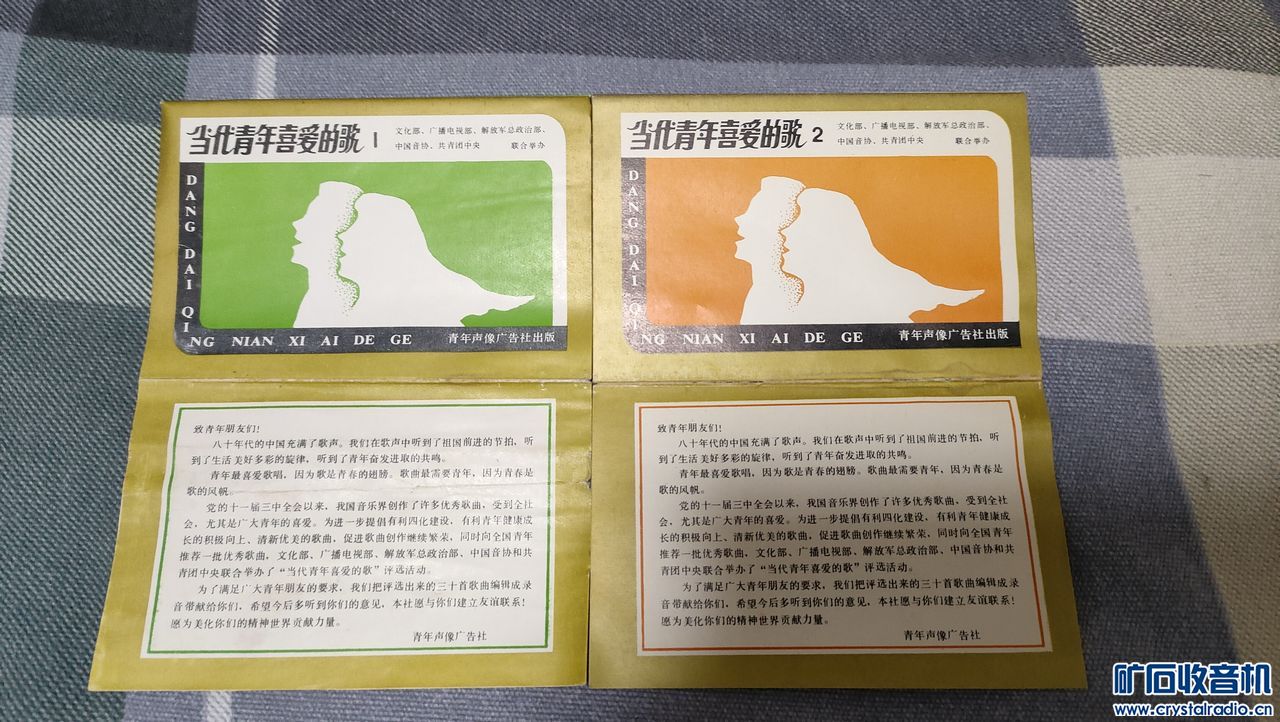 当代青年喜爱的歌 1
文化部、广播电视部、解放军总政治部、
中国音协、共青团中央 联合举办
DANG DAI QI
NG NIAN XI AI DE GE
青年声像广告社出版
致青年朋友们!
八十年代的中国充满了歌声。我们在歌声中听到了祖国前进的节拍,听
到了生活美好多彩的旋律,听到了青年奋发进取的共鸣。
青年最喜爱歌唱,因为歌是青春的翅膀。歌曲最需要青年,因为青春是
歌的风帆。
党的十一届三中全会以来,我国音乐界创作了许多优秀歌曲,受到全社
会,尤其是广大青年的喜爱。为进一步提倡有利四化建设,有利青年健康成
长的积极向上、清新优美的歌曲,促进歌曲创作继续繁荣,同时向全国青年
推荐一批优秀歌曲,文化部、广播电视部、解放军总政治部、中国音协和共
青团中央联合举办了“当代青年喜爱的歌”评选活动。
为了满足广大青年朋友的要求,我们把评选出来的三十首歌曲编辑成录
音带献给你们,希望今后多听到你们的意见,本社愿与你们建立友谊联系!
愿为美化你们的精神世界贡献力量。
青年声像广告社
当代青年喜爱的歌 2
文化部、广播电视部、解放军总政治部、
中国音协、共青团中央 联合举办
DANG DAI QI
NG NIAN XI AI DE GE
青年声像广告社出版
致青年朋友们!
八十年代的中国充满了歌声。我们在歌声中听到了祖国前进的节拍,听
到了生活美好多彩的旋律,听到了青年奋发进取的共鸣。
青年最喜爱歌唱,因为歌是青春的翅膀。歌曲最需要青年,因为青春是
歌的风帆。
党的十一届三中全会以来,我国音乐界创作了许多优秀歌曲,受到全社
会,尤其是广大青年的喜爱。为进一步提倡有利四化建设,有利青年健康成
长的积极向上、清新优美的歌曲,促进歌曲创作继续繁荣,同时向全国青年
推荐一批优秀歌曲,文化部、广播电视部、解放军总政治部、中国音协和共
青团中央联合举办了“当代青年喜爱的歌”评选活动。
为了满足广大青年朋友的要求,我们把评选出来的三十首歌曲编辑成录
音带献给你们,希望今后多听到你们的意见,本社愿与你们建立友谊联系!
愿为美化你们的精神世界贡献力量。
青年声像广告社
矿石收音机
www.crystalradio.cn